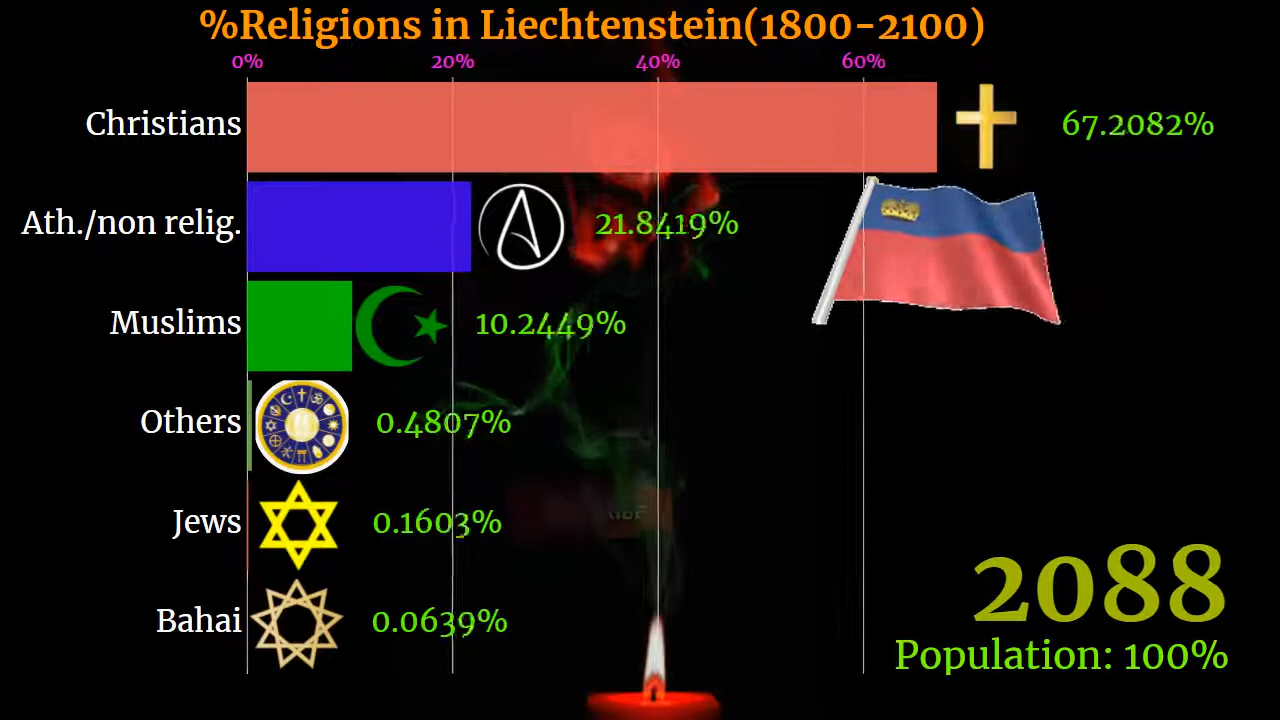 %Religions in Liechtenstein(1800-2100)
0% 20% 40% 60%
Christians 67.2082%
Ath./non relig. 21.8419%
Muslims 10.2449%
Others 0.4807%
Jews 0.1603%
Bahai 0.0639%
2088
Population: 100%